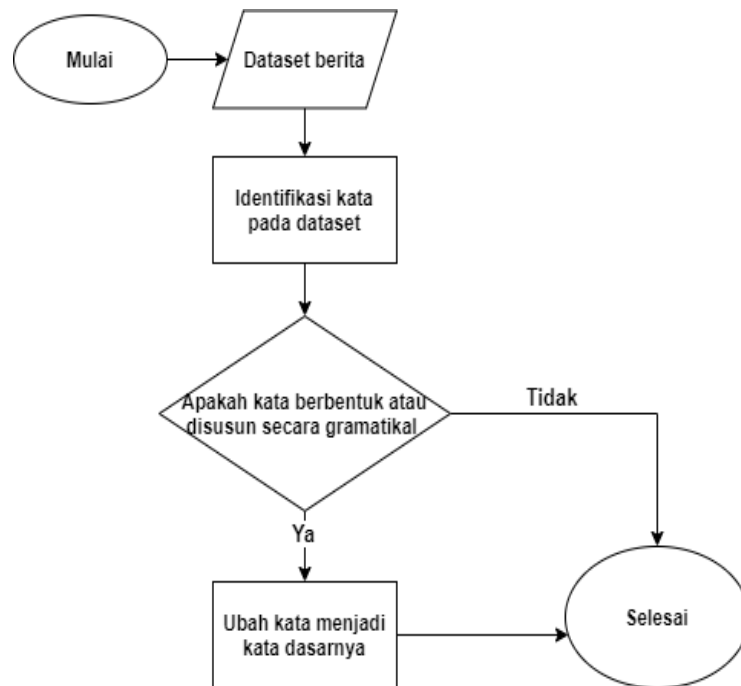 Mulai
Dataset berita
Identifikasi kata
pada dataset
Apakah kata berbentuk atau
disusun secara gramatikal
Tidak
Ya
Ubah kata menjadi
kata dasarnya
Selesai